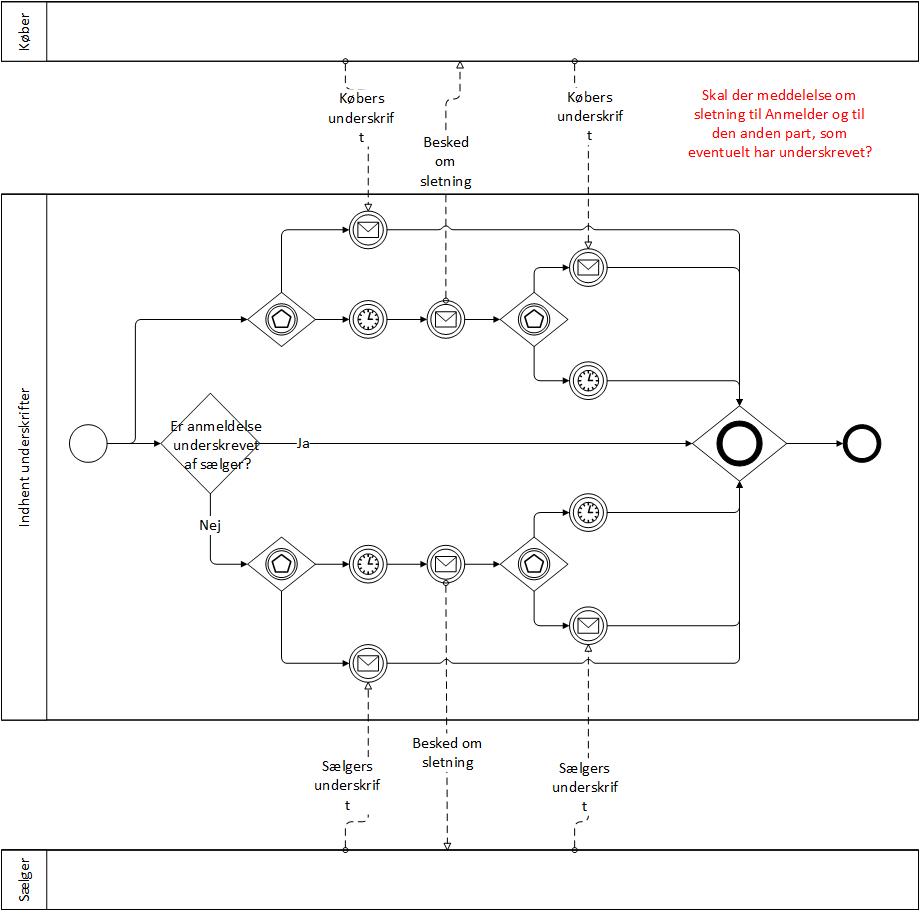 Køber
Købers
underskrif
t
Besked
om
sletning
Købers
underskrif
t
Skal der meddelelse om
sletning til Anmelder og til
den anden part, som
eventuelt har underskrevet?
Indhent underskrifter
Er anmeldelse
underskrevet
af sælger?
Ja
Nej
Sælgers
underskrif
t
Besked om
sletning
Sælgers
underskrif
t
Sælger